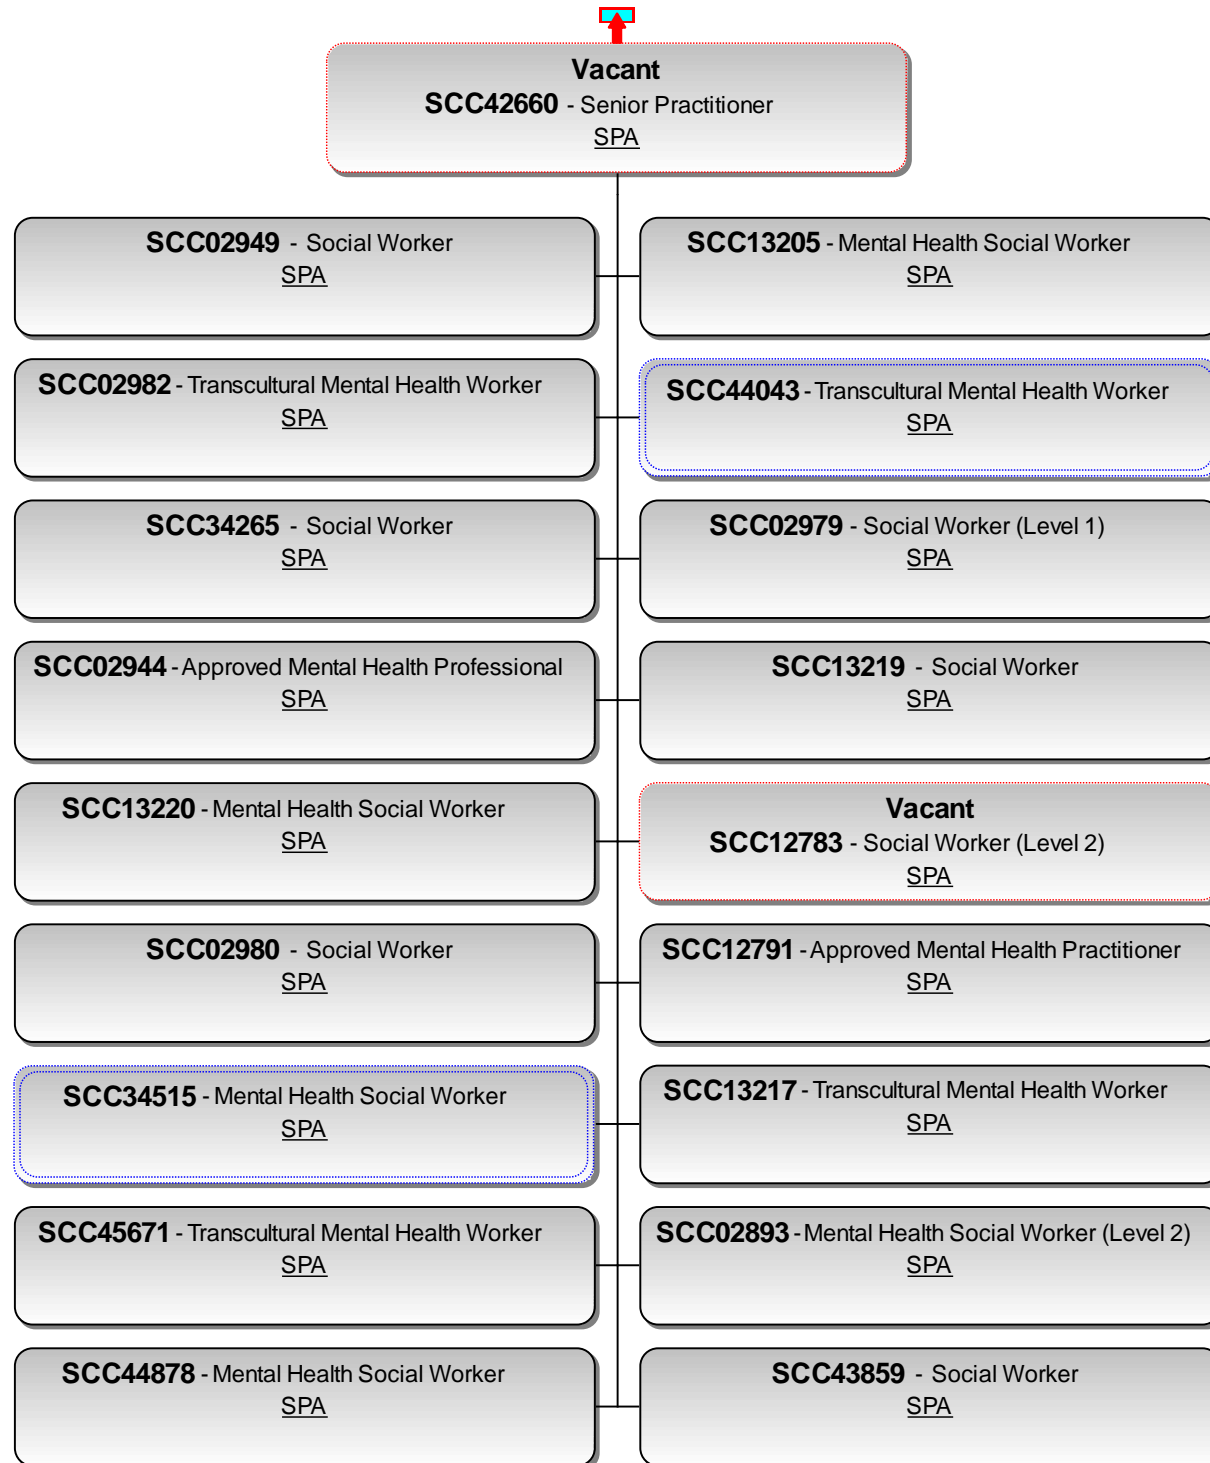 Vacant
SCC42660 - Senior Practitioner
SPA
SCC02949 - Social Worker
SPA
SCC13205 - Mental Health Social Worker
SPA
SCC02982 - Transcultural Mental Health Worker
SPA
SCC44043 - Transcultural Mental Health Worker
SPA
SCC34265 - Social Worker
SPA
SCC02979 - Social Worker (Level 1)
SPA
SCC02944 - Approved Mental Health Professional
SPA
SCC13219 - Social Worker
SPA
SCC13220 - Mental Health Social Worker
SPA
Vacant
SCC12783 - Social Worker (Level 2)
SPA
SCC02980 - Social Worker
SPA
SCC12791 - Approved Mental Health Practitioner
SPA
SCC34515 - Mental Health Social Worker
SPA
SCC13217 - Transcultural Mental Health Worker
SPA
SCC45671 - Transcultural Mental Health Worker
SPA
SCC02893 - Mental Health Social Worker (Level 2)
SPA
SCC44878 - Mental Health Social Worker
SPA
SCC43859 - Social Worker
SPA